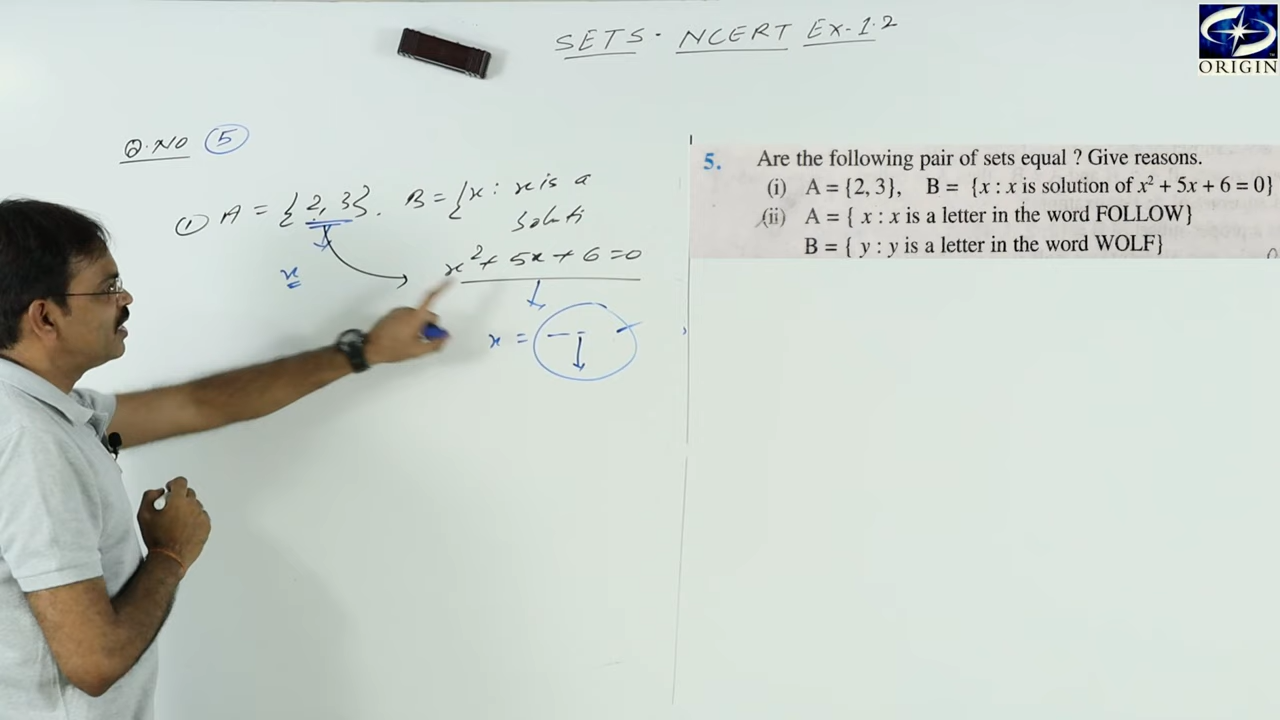 SETS. NCERT Ex-1.2
ORIGIN
Q.NO 5
① A = {2, 3}. B = {x : x is a
soluti
x² + 5x + 6 = 0
x
x =
5. Are the following pair of sets equal ? Give reasons.
(i) A = {2, 3}, B = {x : x is solution of x² + 5x + 6 = 0}
(ii) A = { x : x is a letter in the word FOLLOW}
B = { y : y is a letter in the word WOLF}